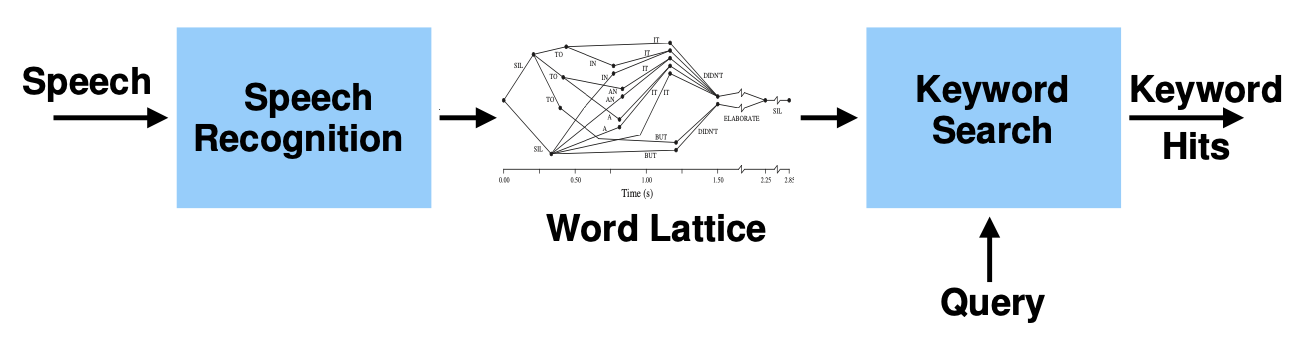 Speech
Speech
Recognition
IT
TO
IT
IN
SIL
IT
TO
IN
DIDN'T
AN
IT
IT
TO
AN
A
ELABORATE
SIL
A
DIDN'T
BUT
SIL
BUT
0.00
0.50
1.00
1.50
2.25
2.85
Time (s)
Word Lattice
Keyword
Search
Keyword
Hits
Query